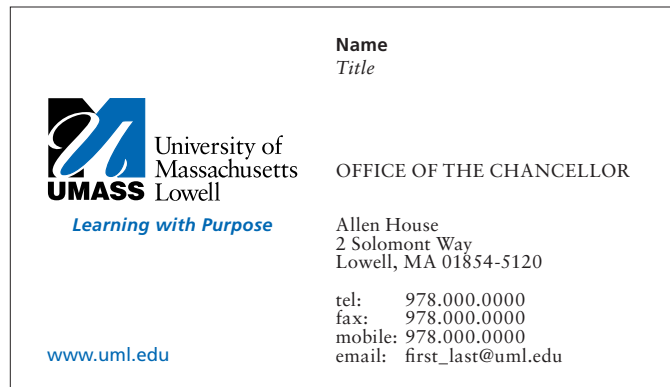 Name
Title
University of
Massachusetts
UMASS Lowell
Learning with Purpose
OFFICE OF THE CHANCELLOR
Allen House
2 Solomont Way
Lowell, MA 01854-5120
tel: 978.000.0000
fax: 978.000.0000
mobile: 978.000.0000
email: first_last@uml.edu
www.uml.edu